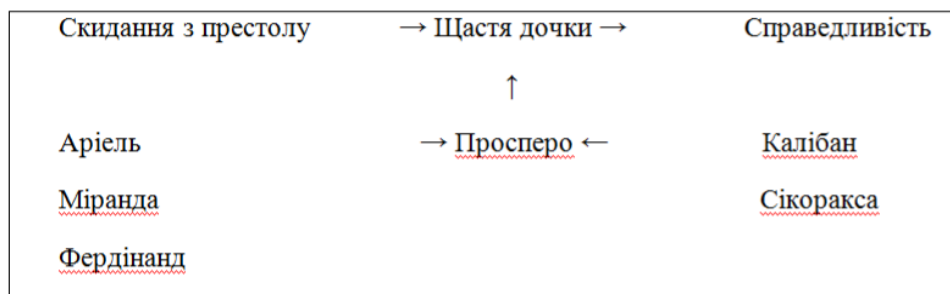 Скидання з престолу → Щастя дочки → Справедливість
↑
Аріель → Просперо ← Калібан
Міранда Сікоракса
Фердінанд